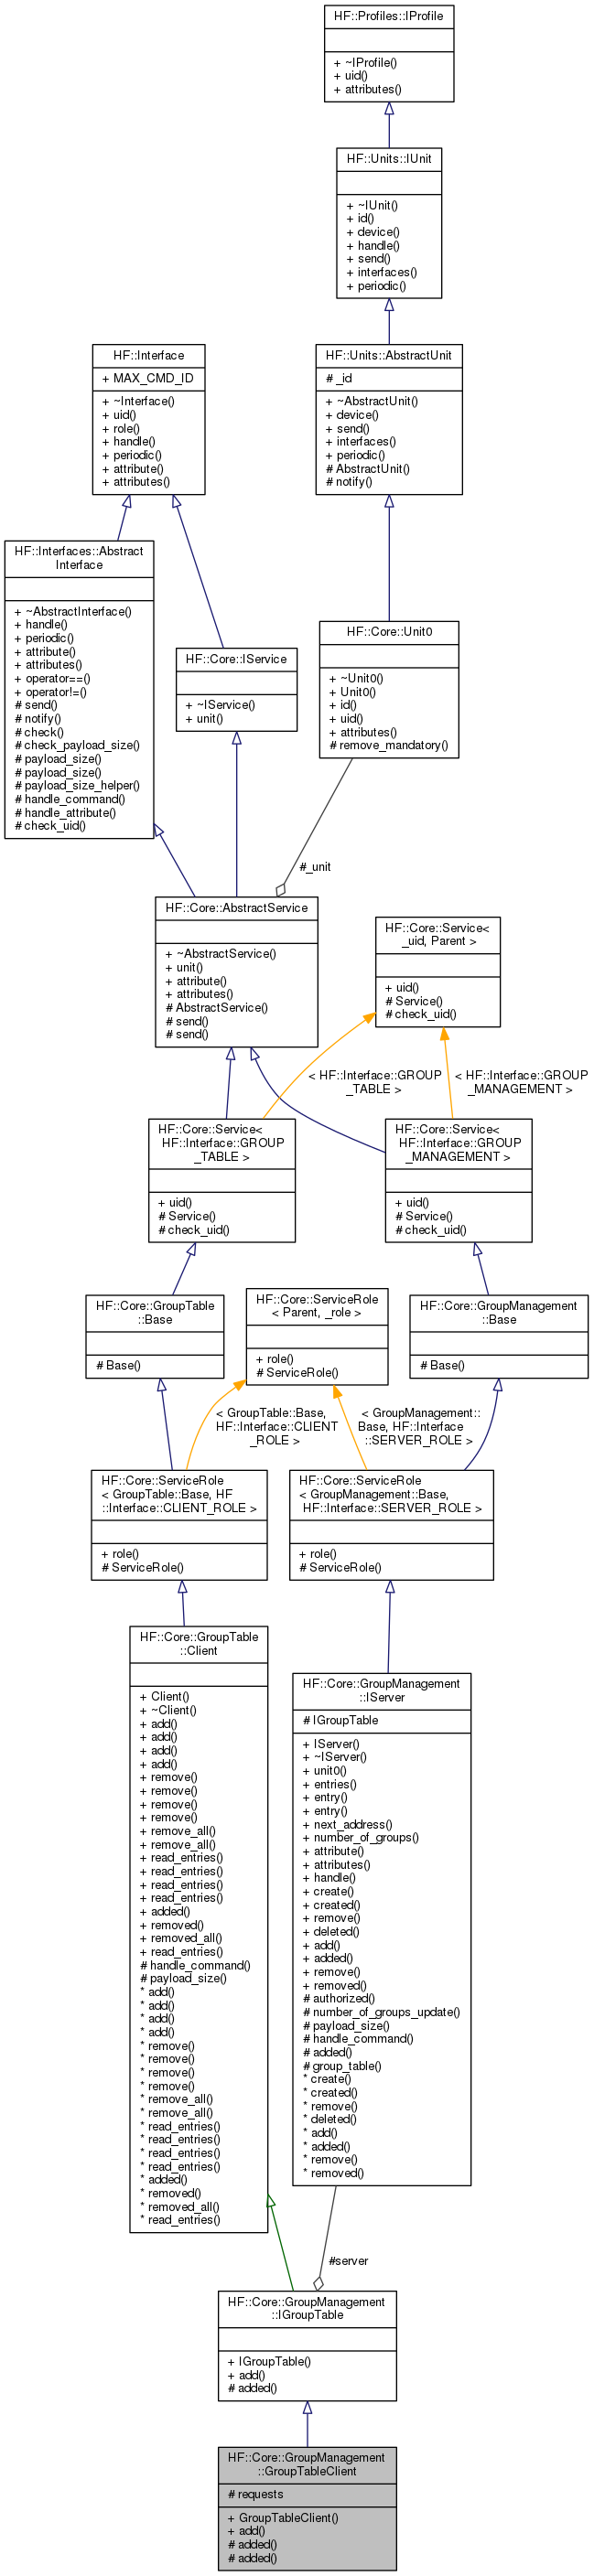 HF::Profiles::IProfile
+ ~IProfile()
+ uid()
+ attributes()
HF::Units::IUnit
+ ~IUnit()
+ id()
+ device()
+ handle()
+ send()
+ interfaces()
+ periodic()
HF::Interface
+ MAX_CMD_ID
+ ~Interface()
+ uid()
+ role()
+ handle()
+ periodic()
+ attribute()
+ attributes()
HF::Units::AbstractUnit
# _id
+ ~AbstractUnit()
+ device()
+ send()
+ interfaces()
+ periodic()
# AbstractUnit()
# notify()
HF::Interfaces::Abstract
Interface
+ ~AbstractInterface()
+ handle()
+ periodic()
+ attribute()
+ attributes()
+ operator==()
+ operator!=()
# send()
# notify()
# check()
# check_payload_size()
# payload_size()
# payload_size()
# payload_size_helper()
# handle_command()
# handle_attribute()
# check_uid()
HF::Core::IService
+ ~IService()
+ unit()
HF::Core::Unit0
+ ~Unit0()
+ Unit0()
+ id()
+ uid()
+ attributes()
# remove_mandatory()
#_unit
HF::Core::AbstractService
+ ~AbstractService()
+ unit()
+ attribute()
+ attributes()
# AbstractService()
# send()
# send()
HF::Core::Service<
_uid, Parent >
+ uid()
# Service()
# check_uid()
< HF::Interface::GROUP
_TABLE >
< HF::Interface::GROUP
_MANAGEMENT >
HF::Core::Service<
HF::Interface::GROUP
_TABLE >
+ uid()
# Service()
# check_uid()
HF::Core::Service<
HF::Interface::GROUP
_MANAGEMENT >
+ uid()
# Service()
# check_uid()
HF::Core::GroupTable
::Base
# Base()
HF::Core::ServiceRole
< Parent, _role >
+ role()
# ServiceRole()
HF::Core::GroupManagement
::Base
# Base()
< GroupTable::Base,
HF::Interface::CLIENT
_ROLE >
< GroupManagement::
Base, HF::Interface
::SERVER_ROLE >
HF::Core::ServiceRole
< GroupTable::Base, HF
::Interface::CLIENT_ROLE >
+ role()
# ServiceRole()
HF::Core::ServiceRole
< GroupManagement::Base,
HF::Interface::SERVER_ROLE >
+ role()
# ServiceRole()
HF::Core::GroupTable
::Client
+ Client()
+ ~Client()
+ add()
+ add()
+ add()
+ add()
+ remove()
+ remove()
+ remove()
+ remove()
+ remove_all()
+ remove_all()
+ read_entries()
+ read_entries()
+ read_entries()
+ read_entries()
+ added()
+ removed()
+ removed_all()
+ read_entries()
# handle_command()
# payload_size()
* add()
* add()
* add()
* add()
* remove()
* remove()
* remove()
* remove()
* remove_all()
* remove_all()
* read_entries()
* read_entries()
* read_entries()
* read_entries()
* added()
* removed()
* removed_all()
* read_entries()
HF::Core::GroupManagement
::IServer
# IGroupTable
+ IServer()
+ ~IServer()
+ unit0()
+ entries()
+ entry()
+ entry()
+ next_address()
+ number_of_groups()
+ attribute()
+ attributes()
+ handle()
+ create()
+ created()
+ remove()
+ deleted()
+ add()
+ added()
+ remove()
+ removed()
# authorized()
# number_of_groups_update()
# payload_size()
# handle_command()
# added()
# group_table()
* create()
* created()
* remove()
* deleted()
* add()
* added()
* remove()
* removed()
#server
HF::Core::GroupManagement
::IGroupTable
+ IGroupTable()
+ add()
# added()
HF::Core::GroupManagement
::GroupTableClient
# requests
+ GroupTableClient()
+ add()
# added()
# added()